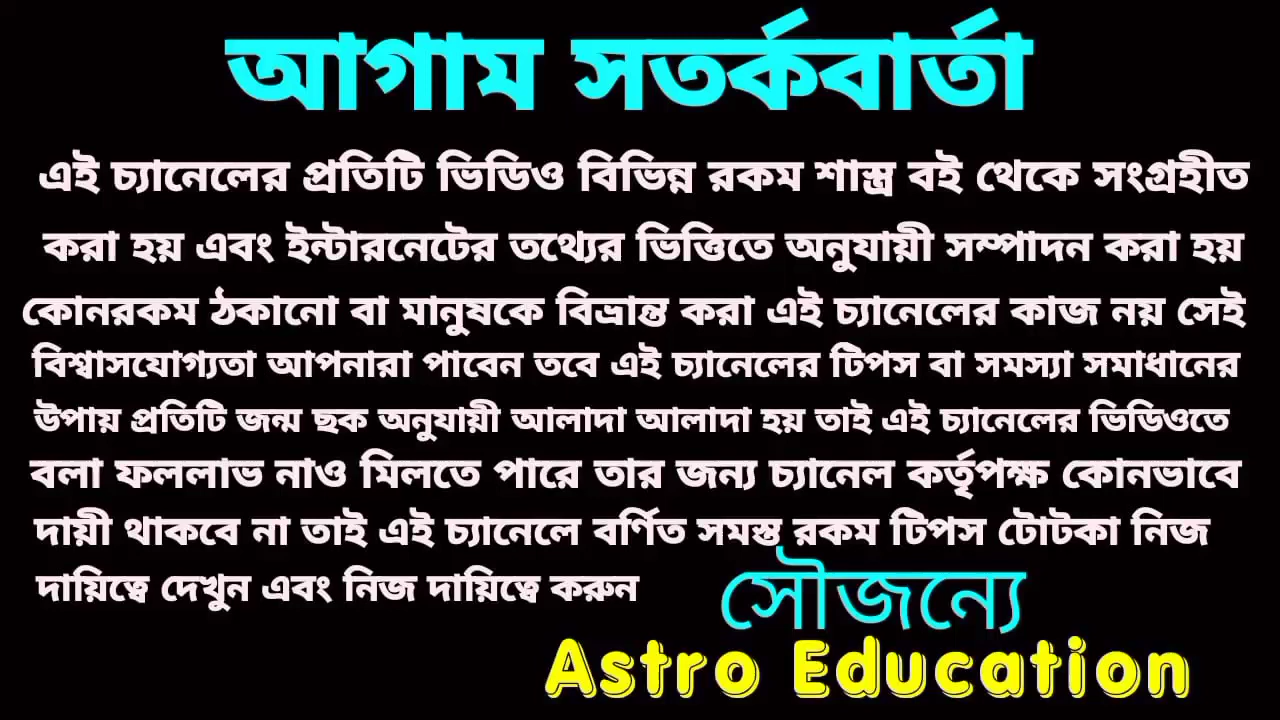 আগাম সতর্কবার্তা
এই চ্যানেলের প্রতিটি ভিডিও বিভিন্ন রকম শাস্ত্র বই থেকে সংগ্রহীত
করা হয় এবং ইন্টারনেটের তথ্যের ভিত্তিতে অনুযায়ী সম্পাদন করা হয়
কোনরকম ঠকানো বা মানুষকে বিভ্রান্ত করা এই চ্যানেলের কাজ নয় সেই
বিশ্বাসযোগ্যতা আপনারা পাবেন তবে এই চ্যানেলের টিপস বা সমস্যা সমাধানের
উপায় প্রতিটি জন্ম ছক অনুযায়ী আলাদা আলাদা হয় তাই এই চ্যানেলের ভিডিওতে
বলা ফললাভ নাও মিলতে পারে তার জন্য চ্যানেল কর্তৃপক্ষ কোনভাবে
দায়ী থাকবে না তাই এই চ্যানেলে বর্ণিত সমস্ত রকম টিপস টোটকা নিজ
দায়িত্বে দেখুন এবং নিজ দায়িত্বে করুন
সৌজন্যে
Astro Education